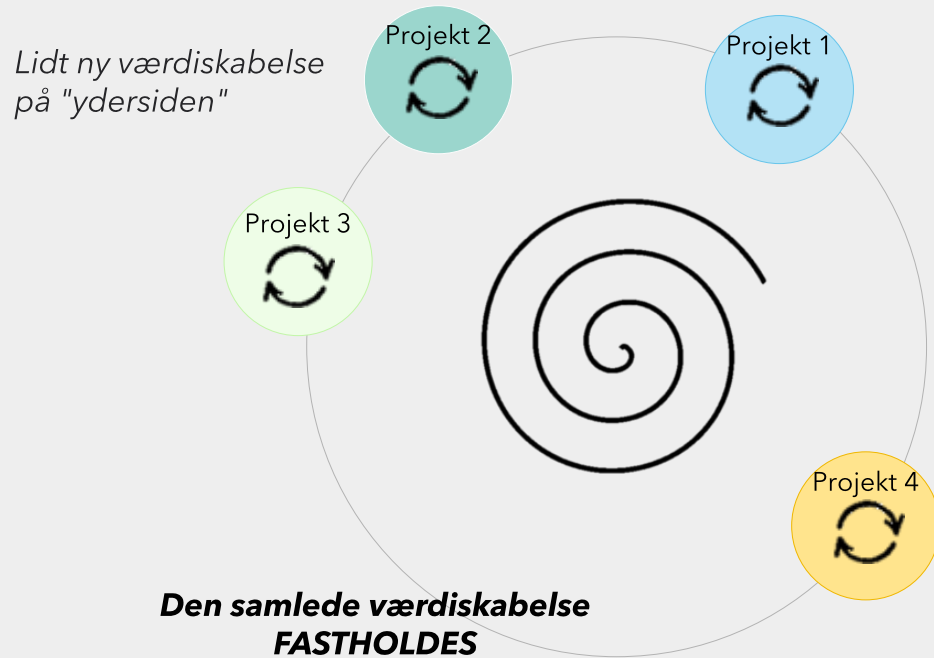 Projekt 2
Projekt 1
Lidt ny værdiskabelse
på "ydersiden"
Projekt 3
Projekt 4
Den samlede værdiskabelse
FASTHOLDES